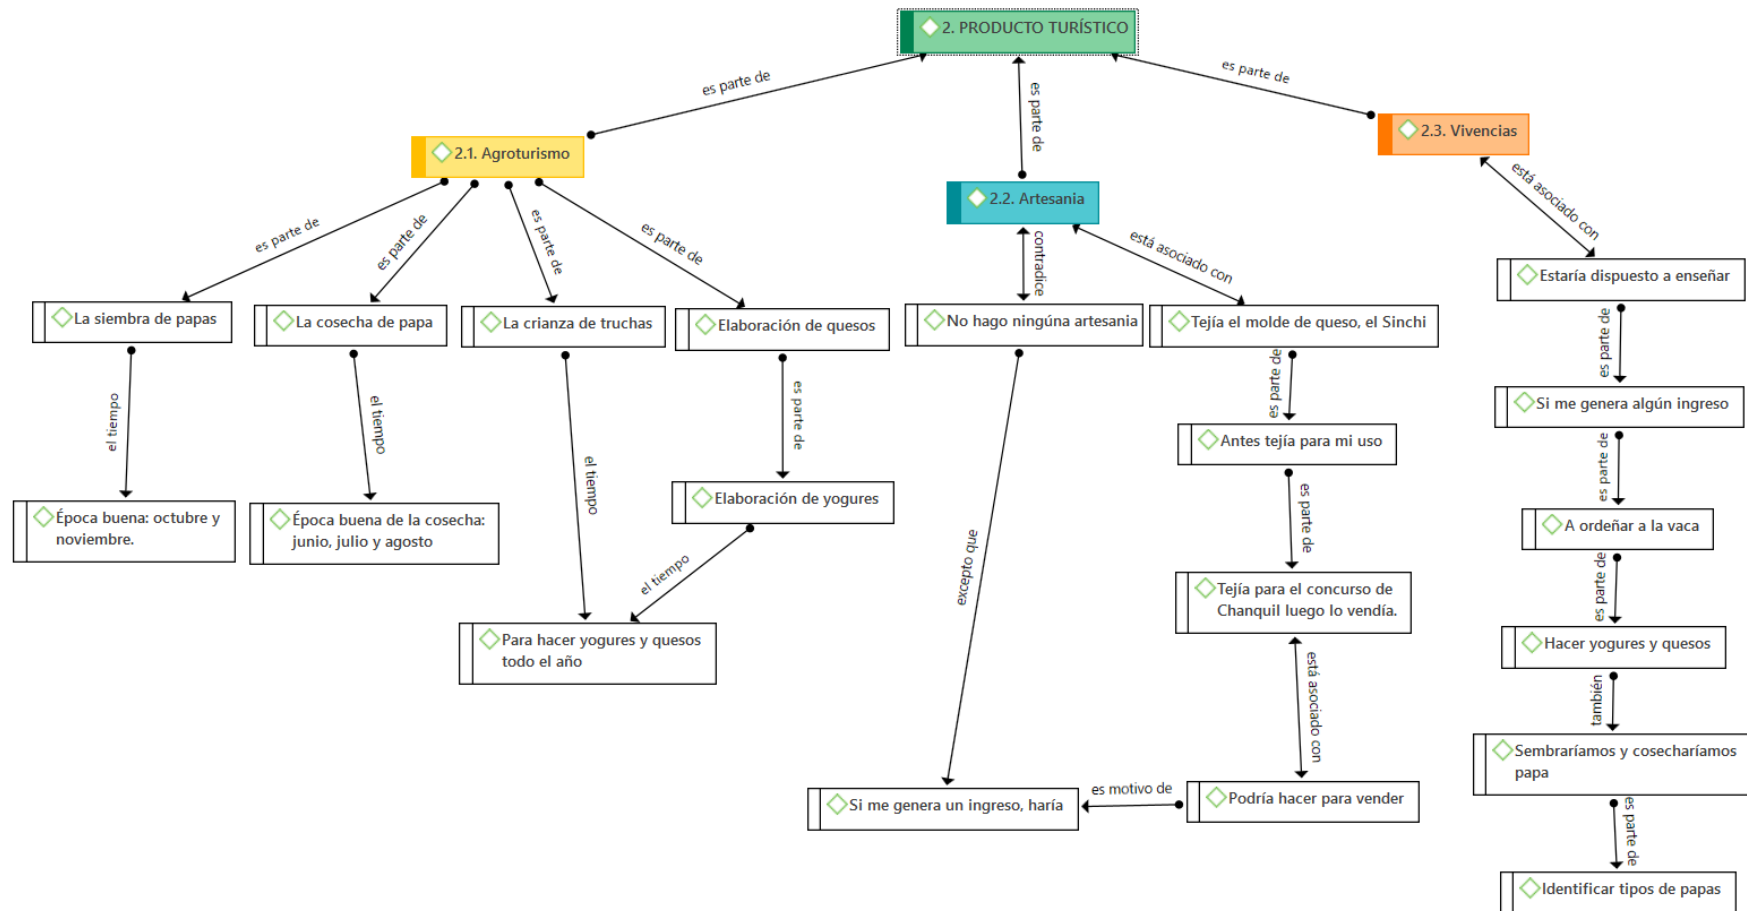 2. PRODUCTO TURÍSTICO
es parte de
es parte de
es parte de
2.1. Agroturismo
2.2. Artesania
2.3. Vivencias
es parte de
es parte de
es parte de
es parte de
contradice
está asociado con
está asociado con
La siembra de papas
La cosecha de papa
La crianza de truchas
Elaboración de quesos
No hago ningúna artesania
Tejía el molde de queso, el Sinchi
Estaría dispuesto a enseñar
el tiempo
el tiempo
el tiempo
es parte de
excepto que
es parte de
es parte de
Si me genera algún ingreso
Antes tejía para mi uso
es parte de
es parte de
Época buena: octubre y
noviembre.
Época buena de la cosecha:
junio, julio y agosto
Elaboración de yogures
el tiempo
A ordeñar a la vaca
es parte de
Tejía para el concurso de
Chanquil luego lo vendía.
Para hacer yogures y quesos
todo el año
Hacer yogures y quesos
está asociado con
también
Sembraríamos y cosecharíamos
papa
Si me genera un ingreso, haría
es motivo de
Podría hacer para vender
es parte de
Identificar tipos de papas